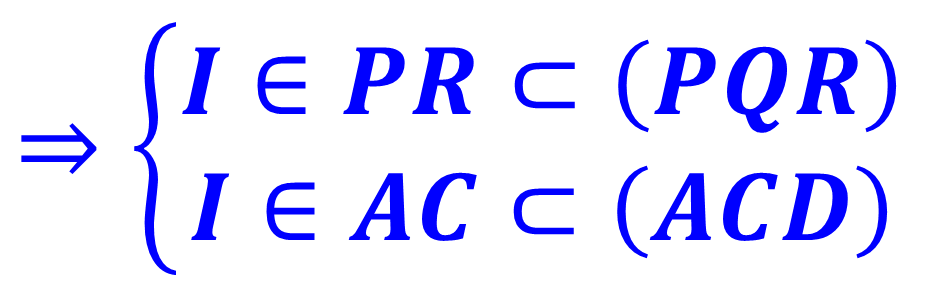 ⇒ { I ∈ PR ⊂ (PQR)
I ∈ AC ⊂ (ACD)